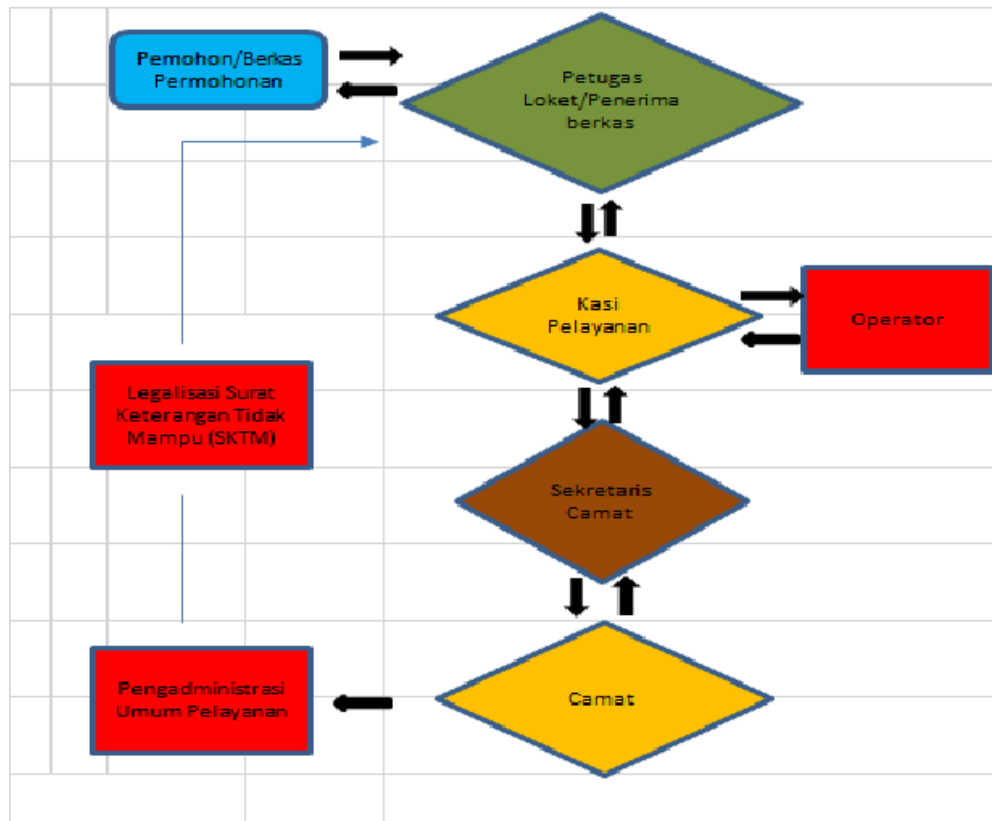 Pemohon/Berkas
Permohonan
Petugas
Loket/Penerima
berkas
Kasi
Pelayanan
Operator
Legalisasi Surat
Keterangan Tidak
Mampu (SKTM)
Sekretaris
Camat
Pengadministrasi
Umum Pelayanan
Camat